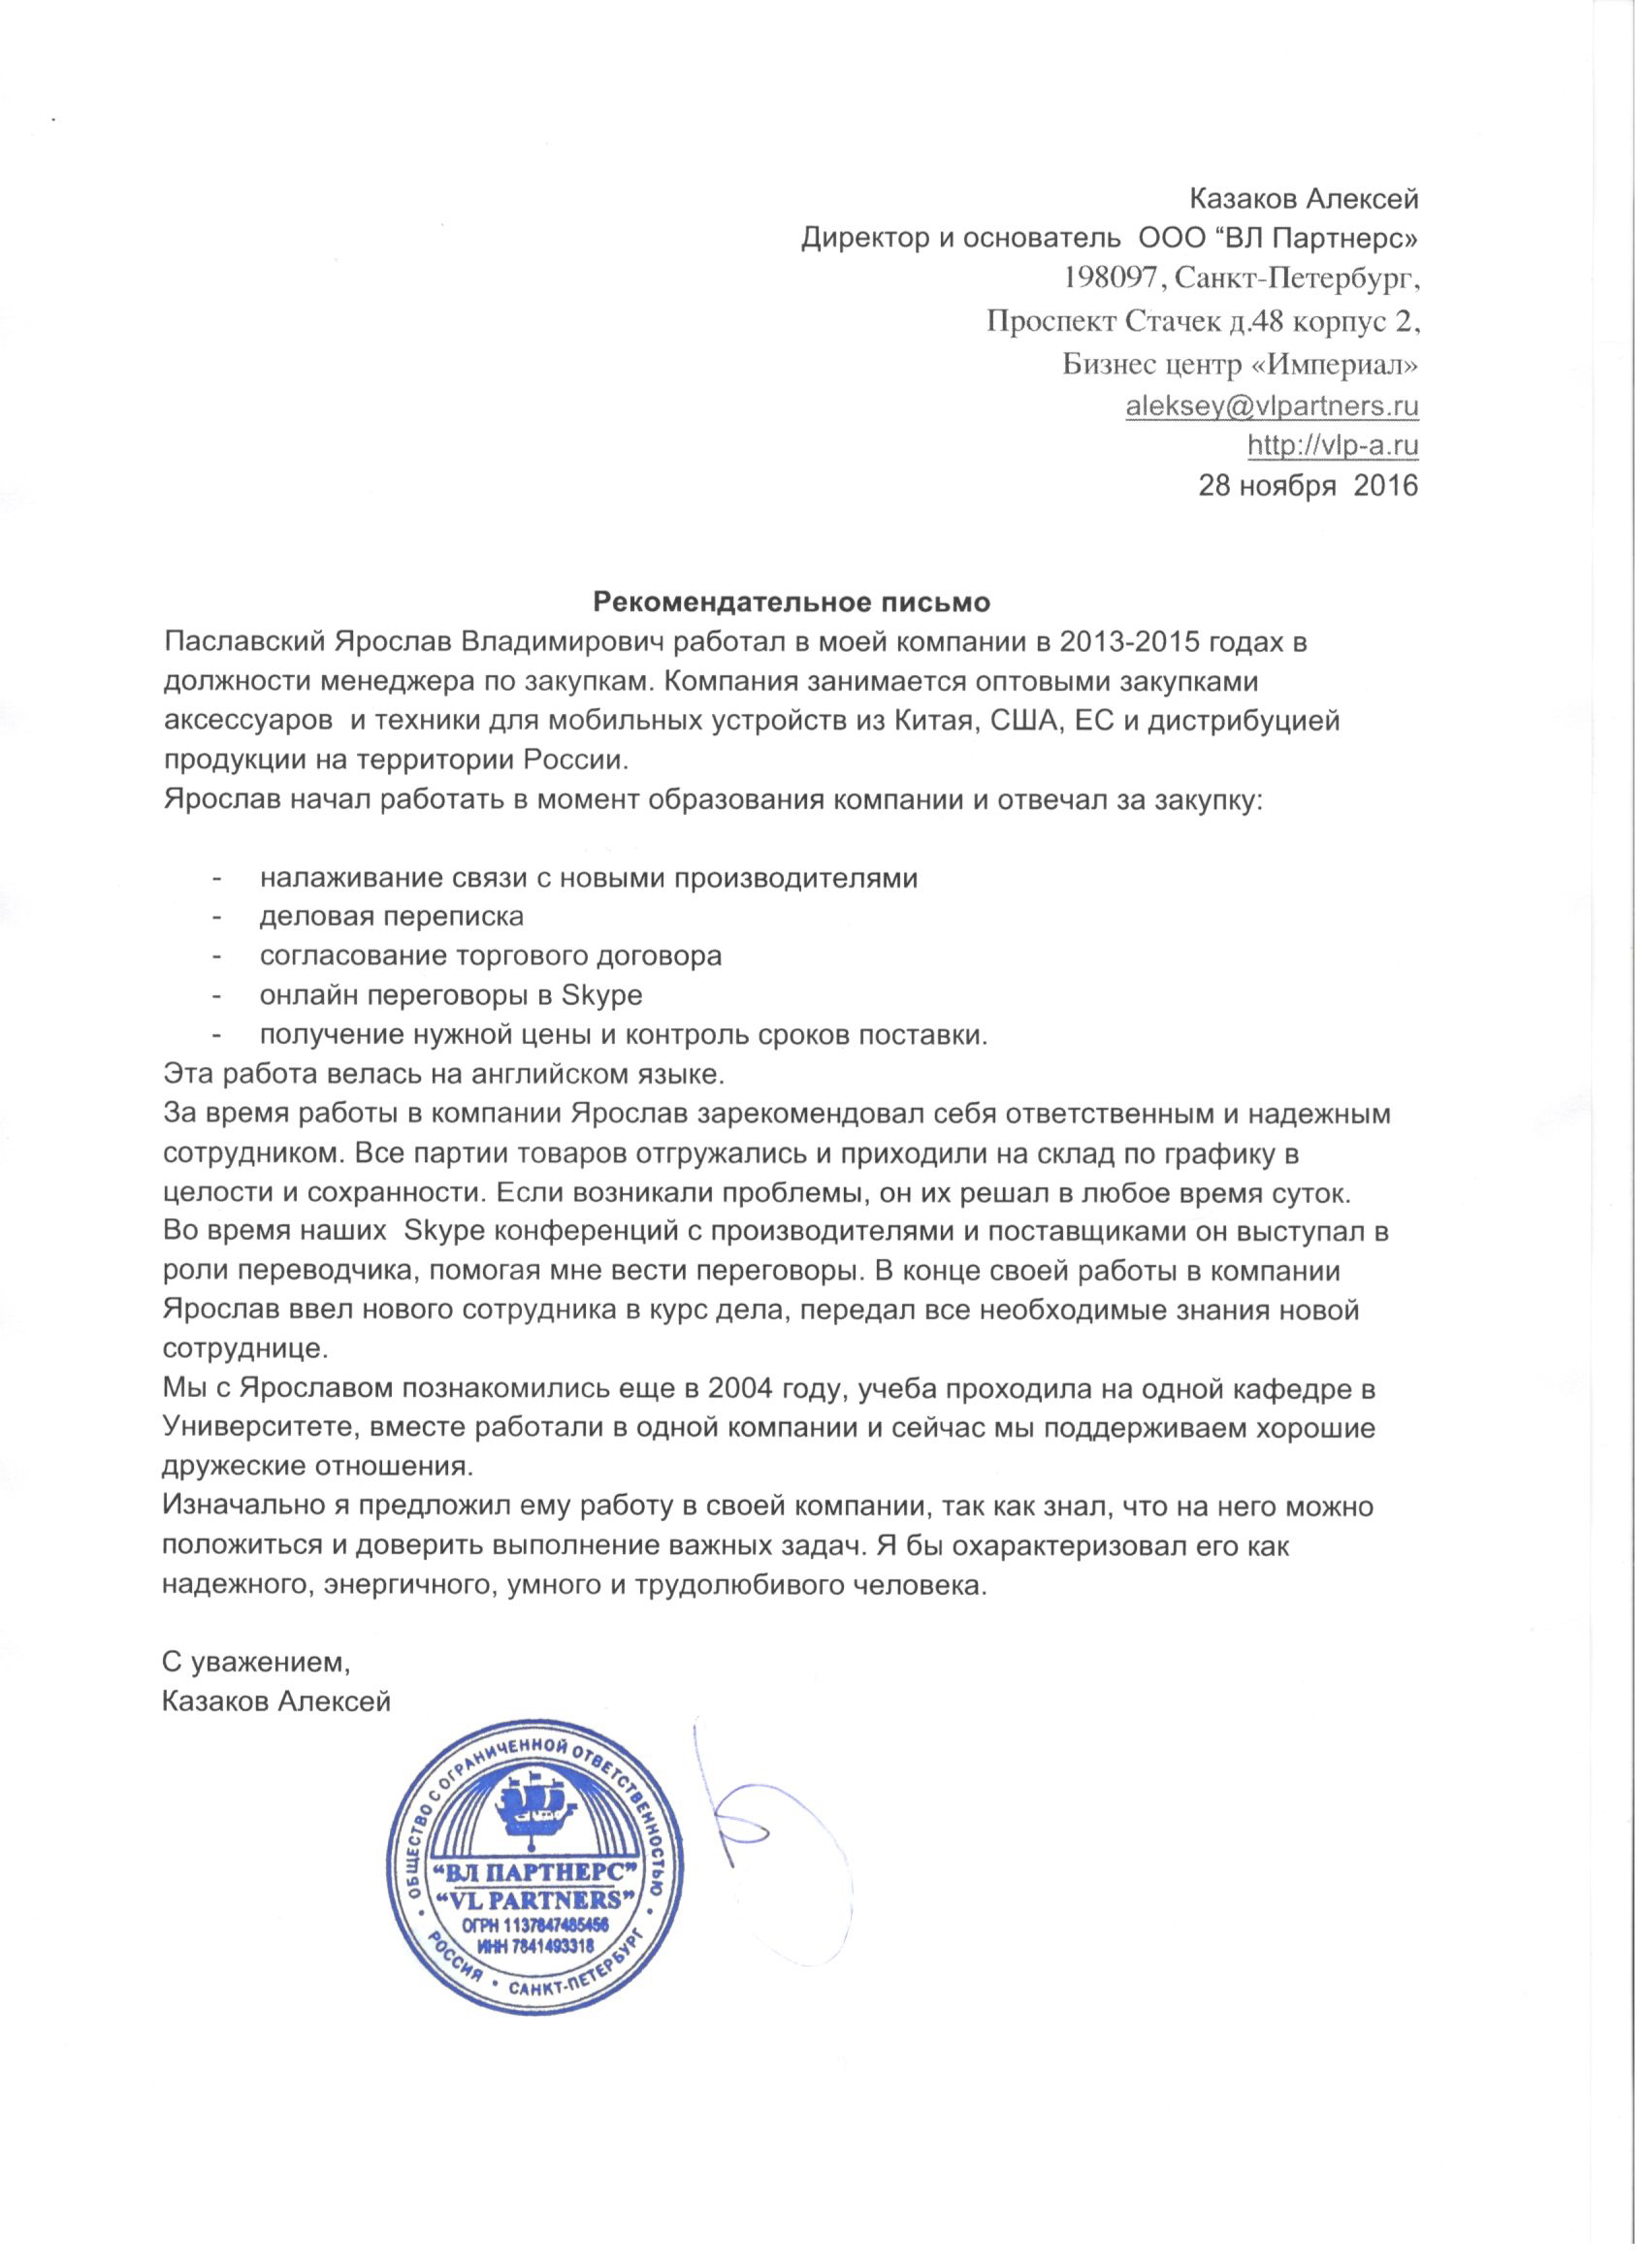 Казаков Алексей
Директор и основатель  ООО “ВЛ Партнерс»
198097, Санкт-Петербург,
Проспект Стачек д.48 корпус 2,
Бизнес центр «Империал»
aleksey@vlpartners.ru
http://vlp-a.ru
28 ноября  2016
Рекомендательное письмо
Паславский Ярослав Владимирович работал в моей компании в 2013-2015 годах в
должности менеджера по закупкам. Компания занимается оптовыми закупками
аксессуаров  и техники для мобильных устройств из Китая, США, ЕС и дистрибуцией
продукции на территории России.
Ярослав начал работать в момент образования компании и отвечал за закупку:
- налаживание связи с новыми производителями
- деловая переписка
- согласование торгового договора
- онлайн переговоры в Skype
- получение нужной цены и контроль сроков поставки.
Эта работа велась на английском языке.
За время работы в компании Ярослав зарекомендовал себя ответственным и надежным
сотрудником. Все партии товаров отгружались и приходили на склад по графику в
целости и сохранности. Если возникали проблемы, он их решал в любое время суток.
Во время наших  Skype конференций с производителями и поставщиками он выступал в
роли переводчика, помогая мне вести переговоры. В конце своей работы в компании
Ярослав ввел нового сотрудника в курс дела, передал все необходимые знания новой
сотруднице.
Мы с Ярославом познакомились еще в 2004 году, учеба проходила на одной кафедре в
Университете, вместе работали в одной компании и сейчас мы поддерживаем хорошие
дружеские отношения.
Изначально я предложил ему работу в своей компании, так как знал, что на него можно
положиться и доверить выполнение важных задач. Я бы охарактеризовал его как
надежного, энергичного, умного и трудолюбивого человека.
С уважением,
Казаков Алексей
ОБЩЕСТВО С ОГРАНИЧЕННОЙ ОТВЕТСТВЕННОСТЬЮ
“ВЛ ПАРТНЕРС”
“VL PARTNERS”
ОГРН 1137847485456
ИНН 7841493318
РОССИЯ • САНКТ-ПЕТЕРБУРГ